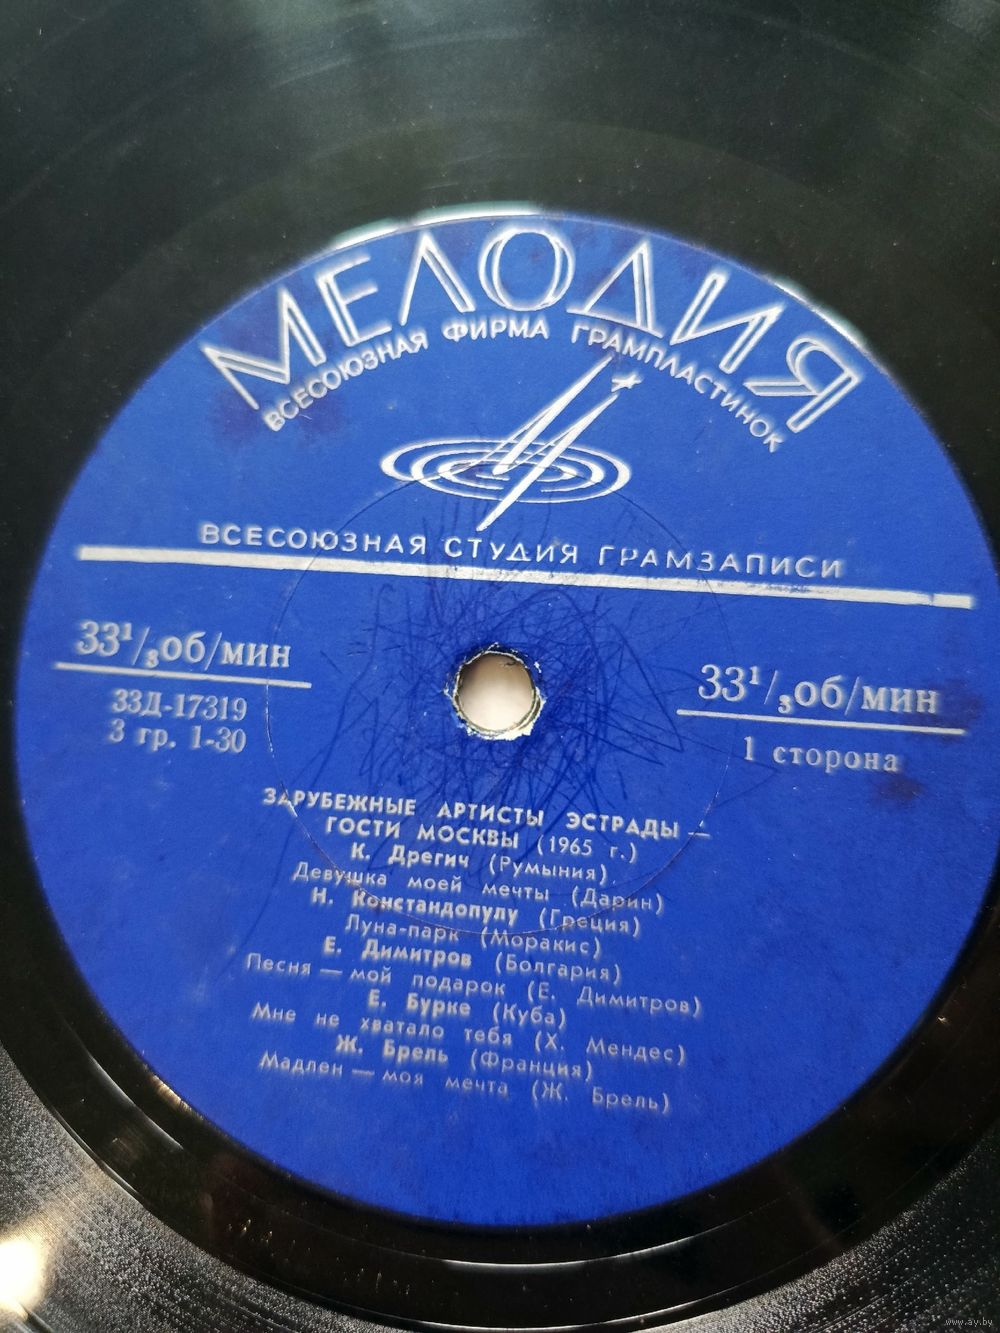 МЕЛОДИЯ
ВСЕСОЮЗНАЯ ФИРМА ГРАМПЛАСТИНОК
ВСЕСОЮЗНАЯ СТУДИЯ ГРАМЗАПИСИ
33¹/₃об/мин
33Д-17319
3 гр. 1-30
33¹/₃об/мин
1 сторона
ЗАРУБЕЖНЫЕ АРТИСТЫ ЭСТРАДЫ —
ГОСТИ МОСКВЫ (1965 г.)
К. Дрегич (Румыния)
Девушка моей мечты (Дарин)
Н. Констандопулу (Греция)
Луна-парк (Моракис)
Е. Димитров (Болгария)
Песня — мой подарок (Е. Димитров)
Е. Бурке (Куба)
Мне не хватало тебя (Х. Мендес)
Ж. Брель (Франция)
Мадлен — моя мечта (Ж. Брель)
www.ay.by